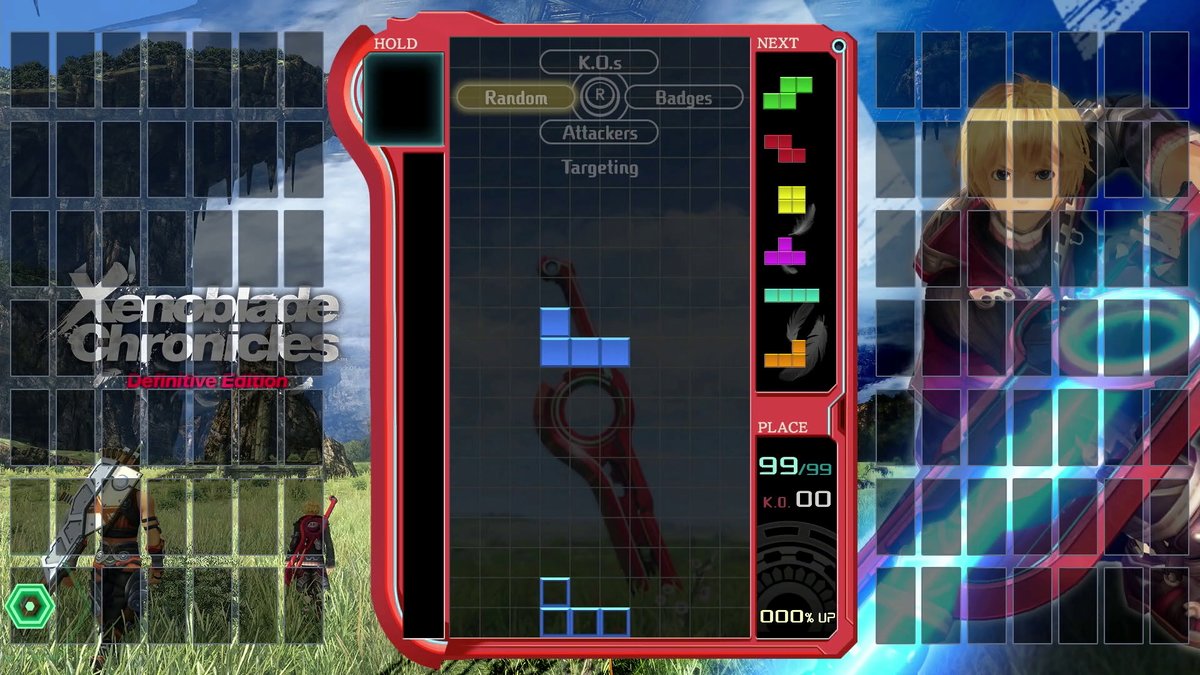 HOLD
NEXT
K.O.s
Random
R
Badges
Attackers
Targeting
Xenoblade
Chronicles
Definitive Edition
PLACE
99/99
K.O. 00
000% UP